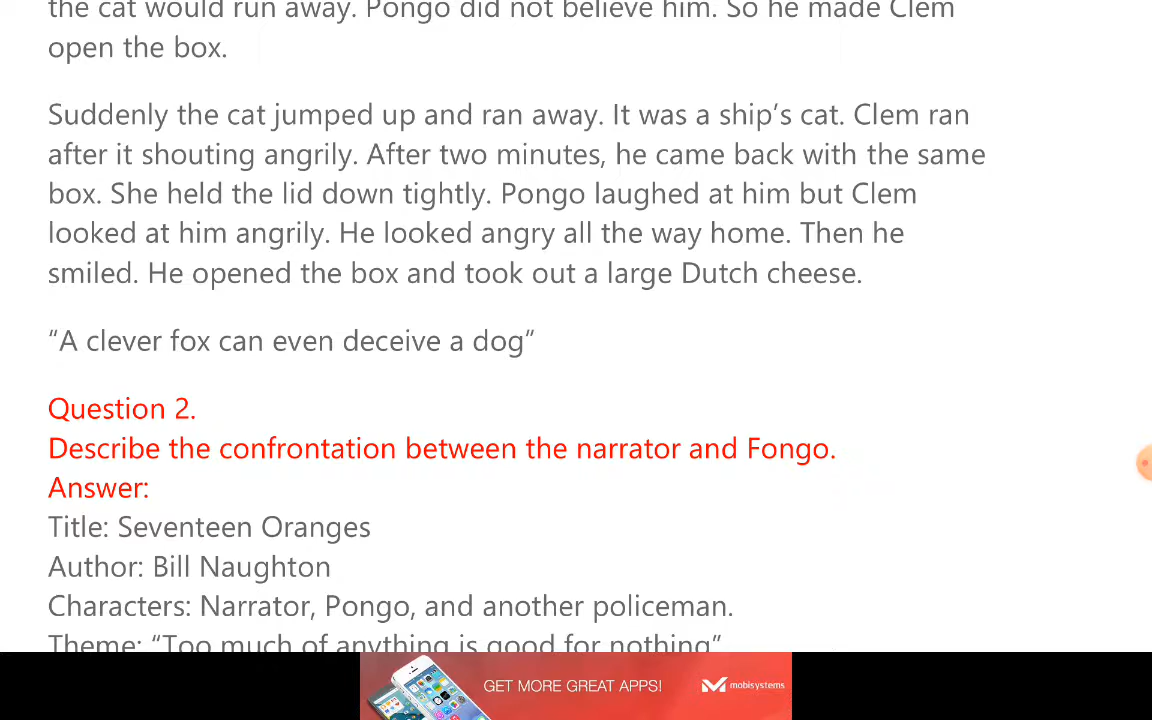 the cat would run away. Pongo did not believe him. So he made Clem
open the box.
Suddenly the cat jumped up and ran away. It was a ship’s cat. Clem ran
after it shouting angrily. After two minutes, he came back with the same
box. She held the lid down tightly. Pongo laughed at him but Clem
looked at him angrily. He looked angry all the way home. Then he
smiled. He opened the box and took out a large Dutch cheese.
“A clever fox can even deceive a dog”
Question 2.
Describe the confrontation between the narrator and Fongo.
Answer:
Title: Seventeen Oranges
Author: Bill Naughton
Characters: Narrator, Pongo, and another policeman.
Theme: “Too much of anything is good for nothing”
GET MORE GREAT APPS!
mobisystems